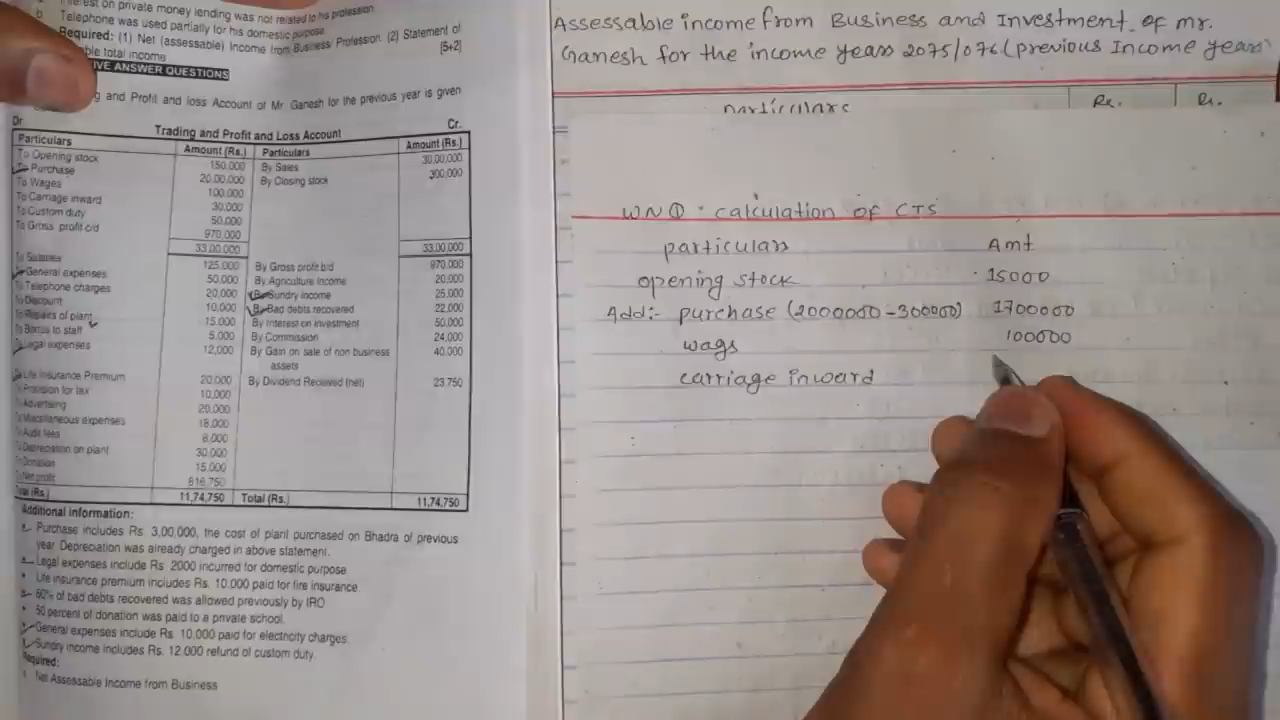 erest on private money lending was not related to his profession.
b Telephone was used partially for his domestic purpose.
Required: (1) Net (assessable) Income from Business/ Profession (2) Statement of
ble total income [5+2]
IVE ANSWER QUESTIONS
g and Profit and loss Account of Mr Ganesh for the previous year is given
Dr. Trading and Profit and Loss Account Cr.
Particulars Amount (Rs.) Particulars Amount (Rs.)
To Opening stock 150,000 By Sales 30,00,000
To Purchase 20,00,000 By Closing stock 300,000
To Wages 100,000
To Carriage inward 30,000
To Custom duty 50,000
To Gross profit c/d 970,000
33,00,000 33,00,000
To Salaries 125,000 By Gross profit b/d 970,000
To General expenses 50,000 By Agriculture Income 20,000
To Telephone charges 20,000 By Sundry income 25,000
To Discount 10,000 By Bad debts recovered 22,000
To Repairs of plant 15,000 By Interest on investment 50,000
To Bonus to staff 5,000 By Commission 24,000
To Legal expenses 12,000 By Gain on sale of non business 40,000
assets
To Life Insurance Premium 20,000 By Dividend Received (net) 23,750
To Provision for tax 10,000
To Advertising 20,000
To Miscellaneous expenses 18,000
To Audit fees 8,000
To Depreciation on plant 30,000
To Donation 15,000
To Net profit 816,750
Total (Rs.) 11,74,750 Total (Rs.) 11,74,750
Additional information:
Purchase includes Rs. 3,00,000, the cost of plant purchased on Bhadra of previous
year. Depreciation was already charged in above statement.
Legal expenses include Rs. 2000 incurred for domestic purpose
Life insurance premium includes Rs. 10,000 paid for fire insurance.
60% of bad debts recovered was allowed previously by IRO
50 percent of donation was paid to a private school.
General expenses include Rs. 10,000 paid for electricity charges.
Sundry income includes Rs. 12,000 refund of custom duty.
Required:
Net Assessable Income from Business
Assessable income from Business and Investment of mr.
Ganesh for the income years 2075/076 (previous Income years)
particulars Rs. Rs.
WN① : calculation of CTS
particulars Amt
opening stock 15000
Add:- purchase (2000000-300000) 1700000
wags 100000
carriage inward